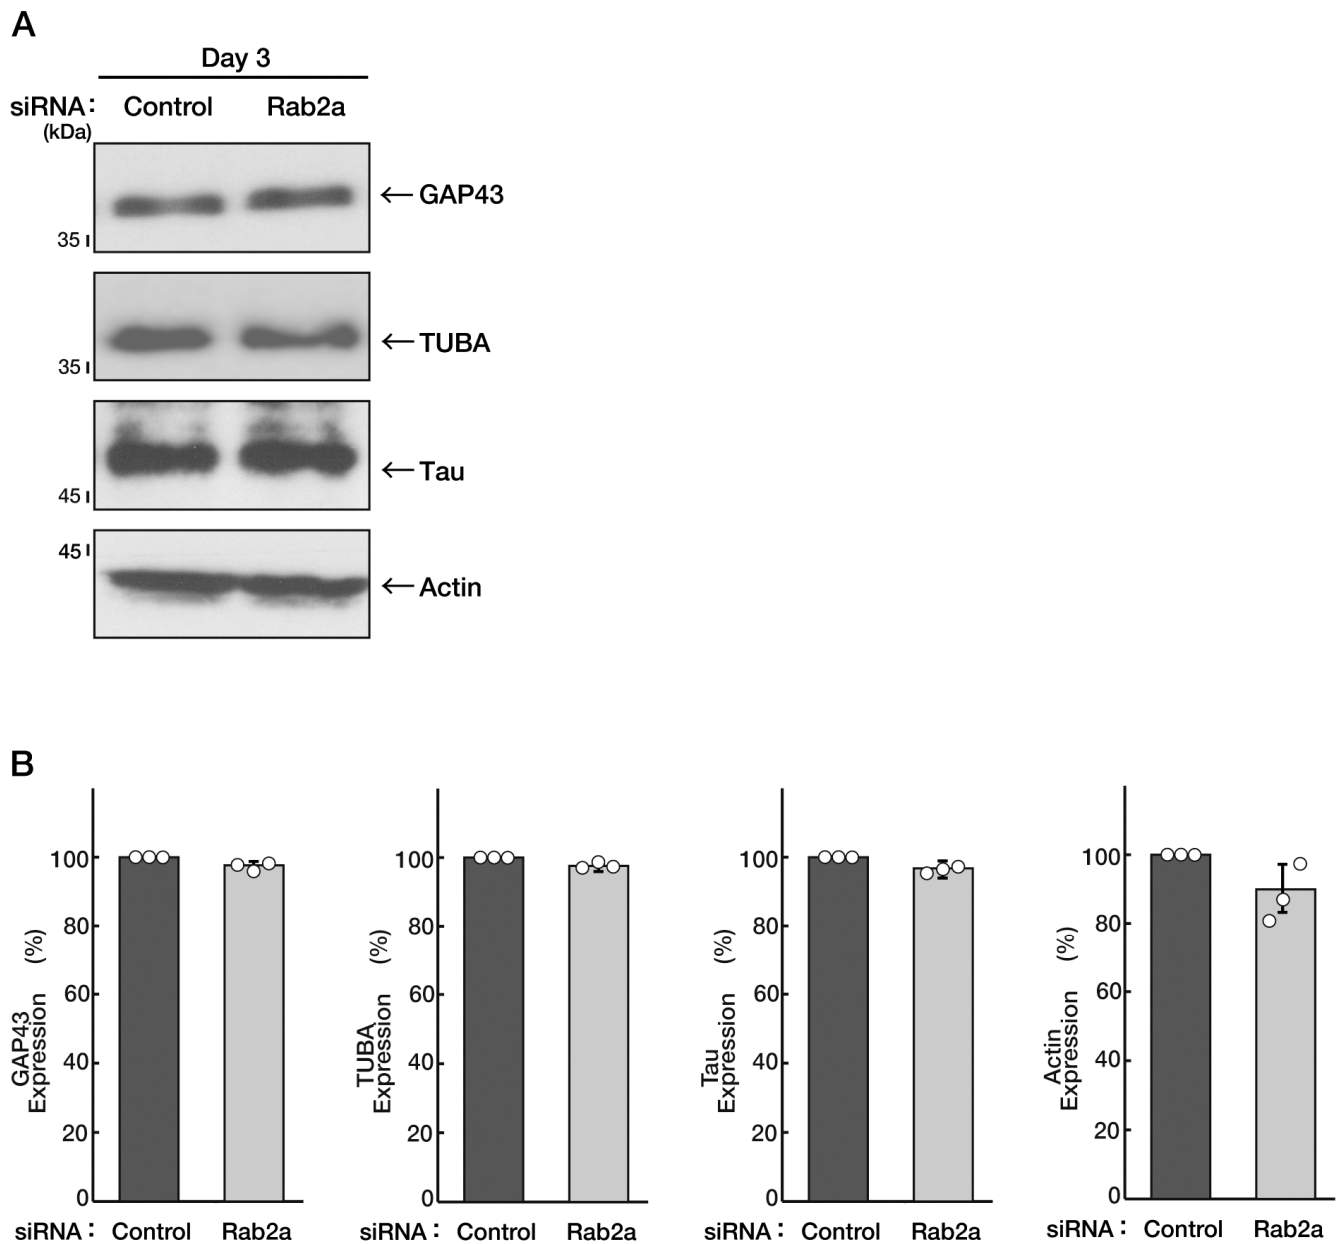 A
Day 3
siRNA: Control Rab2a
(kDa)
GAP43
35
TUBA
35
Tau
45
45
Actin
B
GAP43 Expression (%)
100
80
60
40
20
0
siRNA: Control Rab2a
TUBA Expression (%)
100
80
60
40
20
0
siRNA: Control Rab2a
Tau Expression (%)
100
80
60
40
20
0
siRNA: Control Rab2a
Actin Expression (%)
100
80
60
40
20
0
siRNA: Control Rab2a